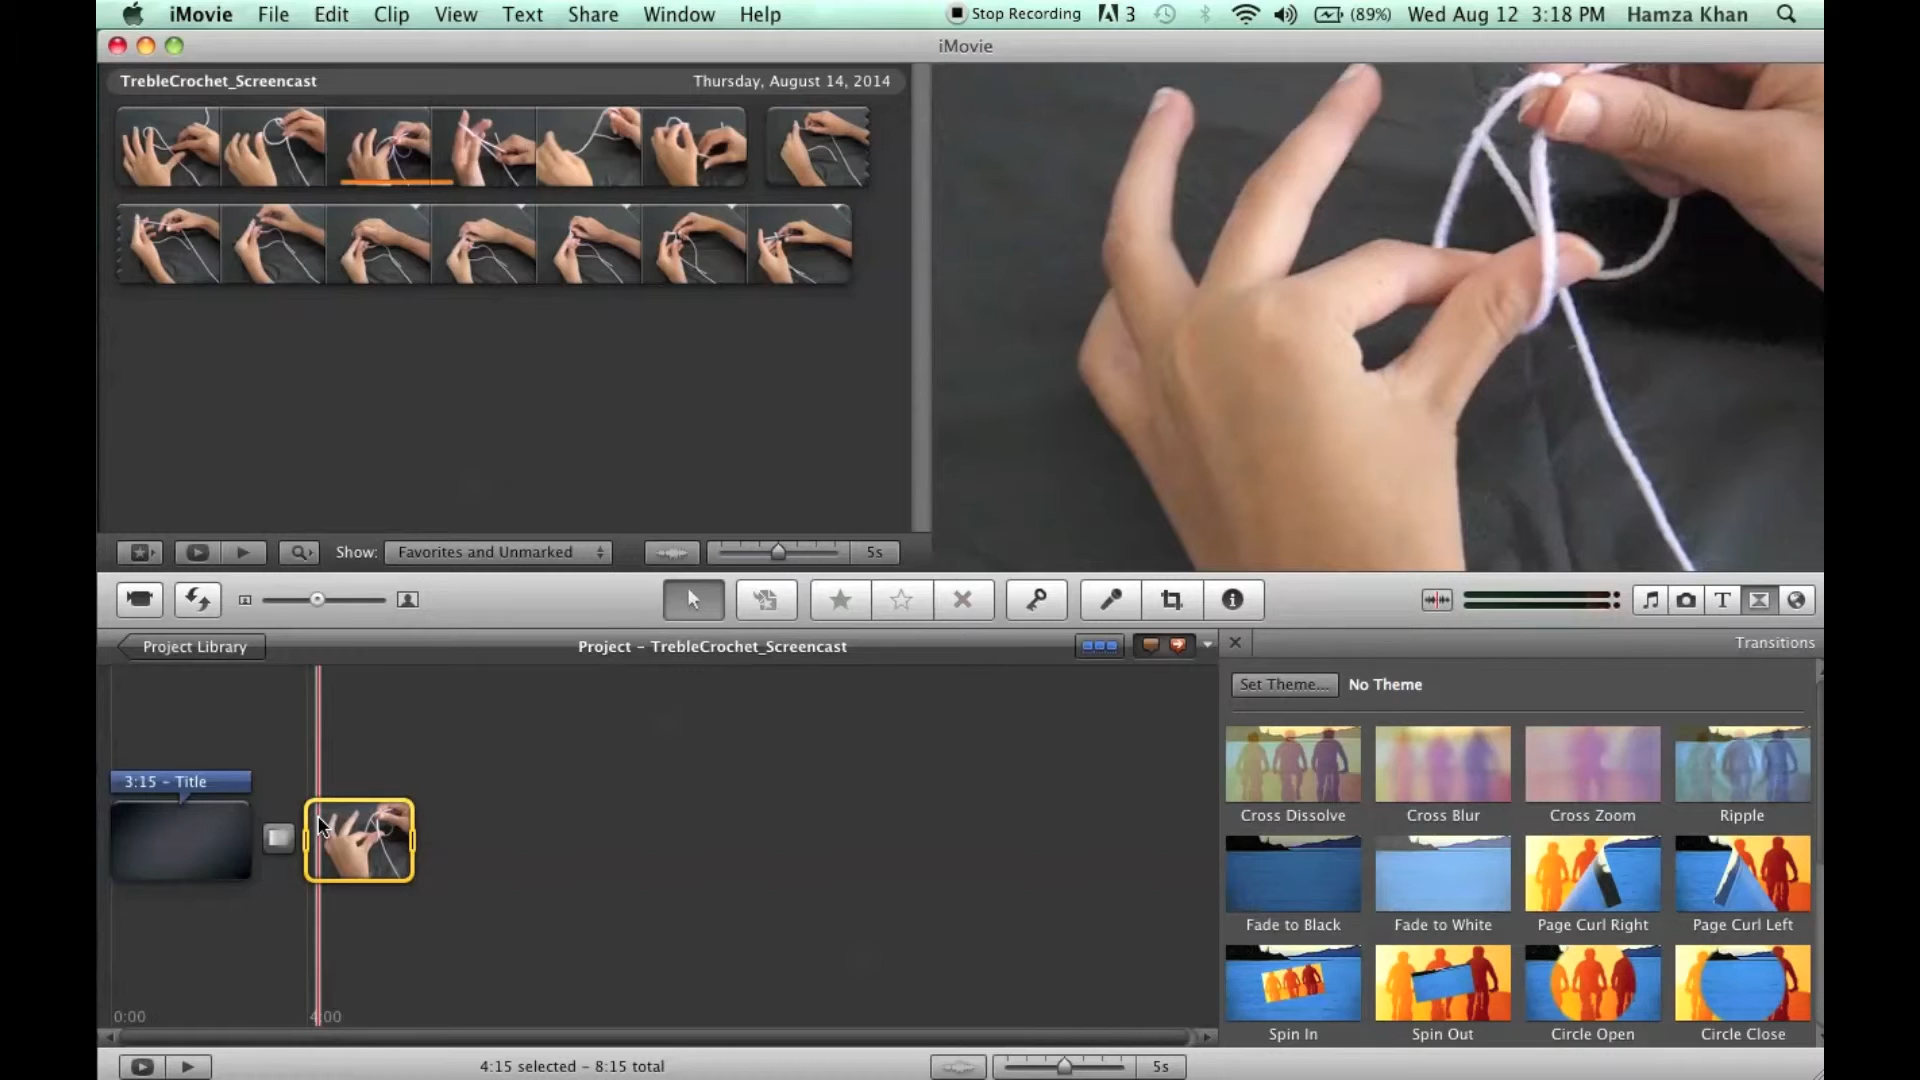 iMovie File Edit Clip View Text Share Window Help Stop Recording 3 (89%) Wed Aug 12 3:18 PM Hamza Khan
iMovie
TrebleCrochet_Screencast Thursday, August 14, 2014
Show: Favorites and Unmarked 5s
Project Library Project - TrebleCrochet_Screencast Transitions
Set Theme... No Theme
3:15 - Title
Cross Dissolve Cross Blur Cross Zoom Ripple
Fade to Black Fade to White Page Curl Right Page Curl Left
Spin In Spin Out Circle Open Circle Close
0:00 4:00
4:15 selected - 8:15 total 5s